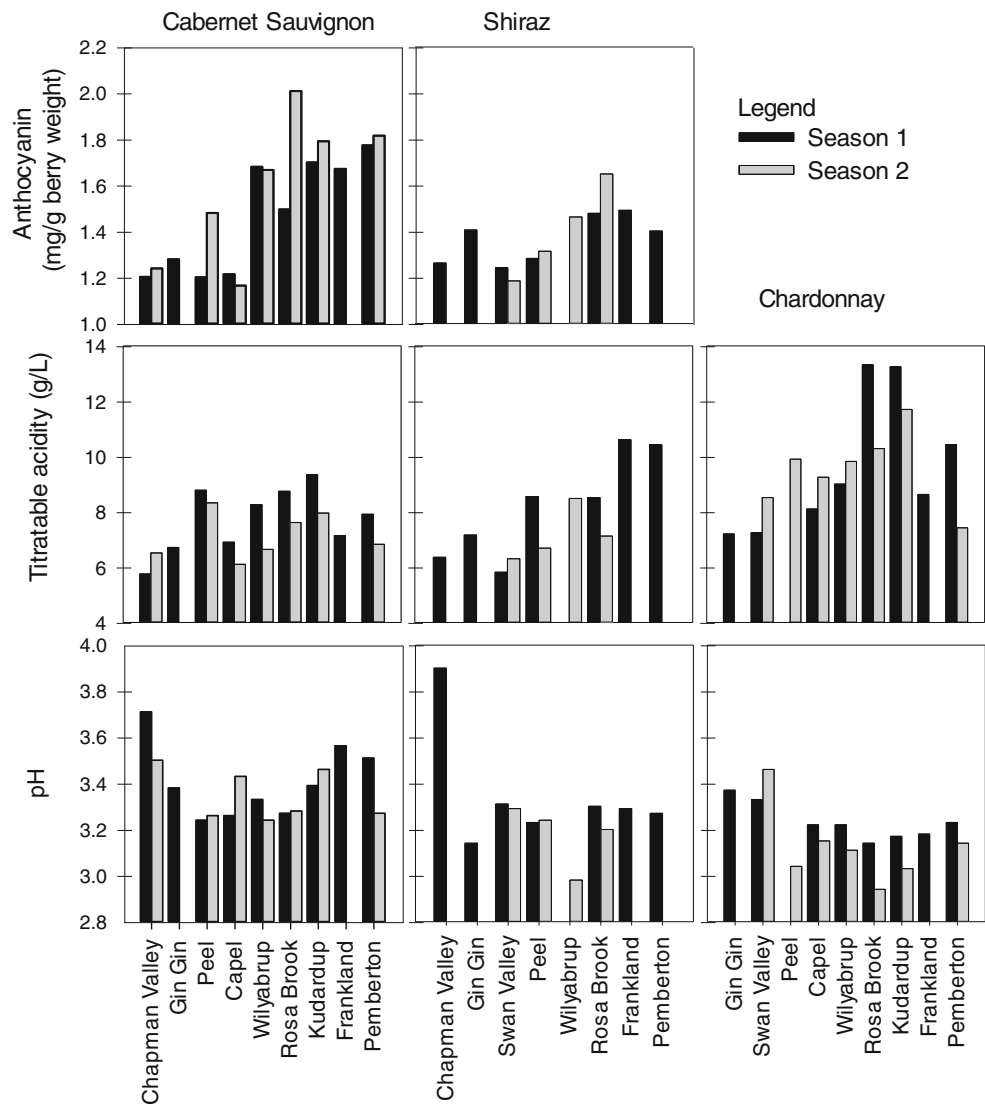 Cabernet Sauvignon
Shiraz
Anthocyanin
(mg/g berry weight)
2.2
2.0
1.8
1.6
1.4
1.2
1.0
Legend
Season 1
Season 2
Chardonnay
Titratable acidity (g/L)
14
12
10
8
6
4
pH
4.0
3.8
3.6
3.4
3.2
3.0
2.8
Chapman Valley
Gin Gin
Peel
Capel
Wilyabrup
Rosa Brook
Kudardup
Frankland
Pemberton
Chapman Valley
Gin Gin
Swan Valley
Peel
Wilyabrup
Rosa Brook
Frankland
Pemberton
Gin Gin
Swan Valley
Peel
Capel
Wilyabrup
Rosa Brook
Kudardup
Frankland
Pemberton